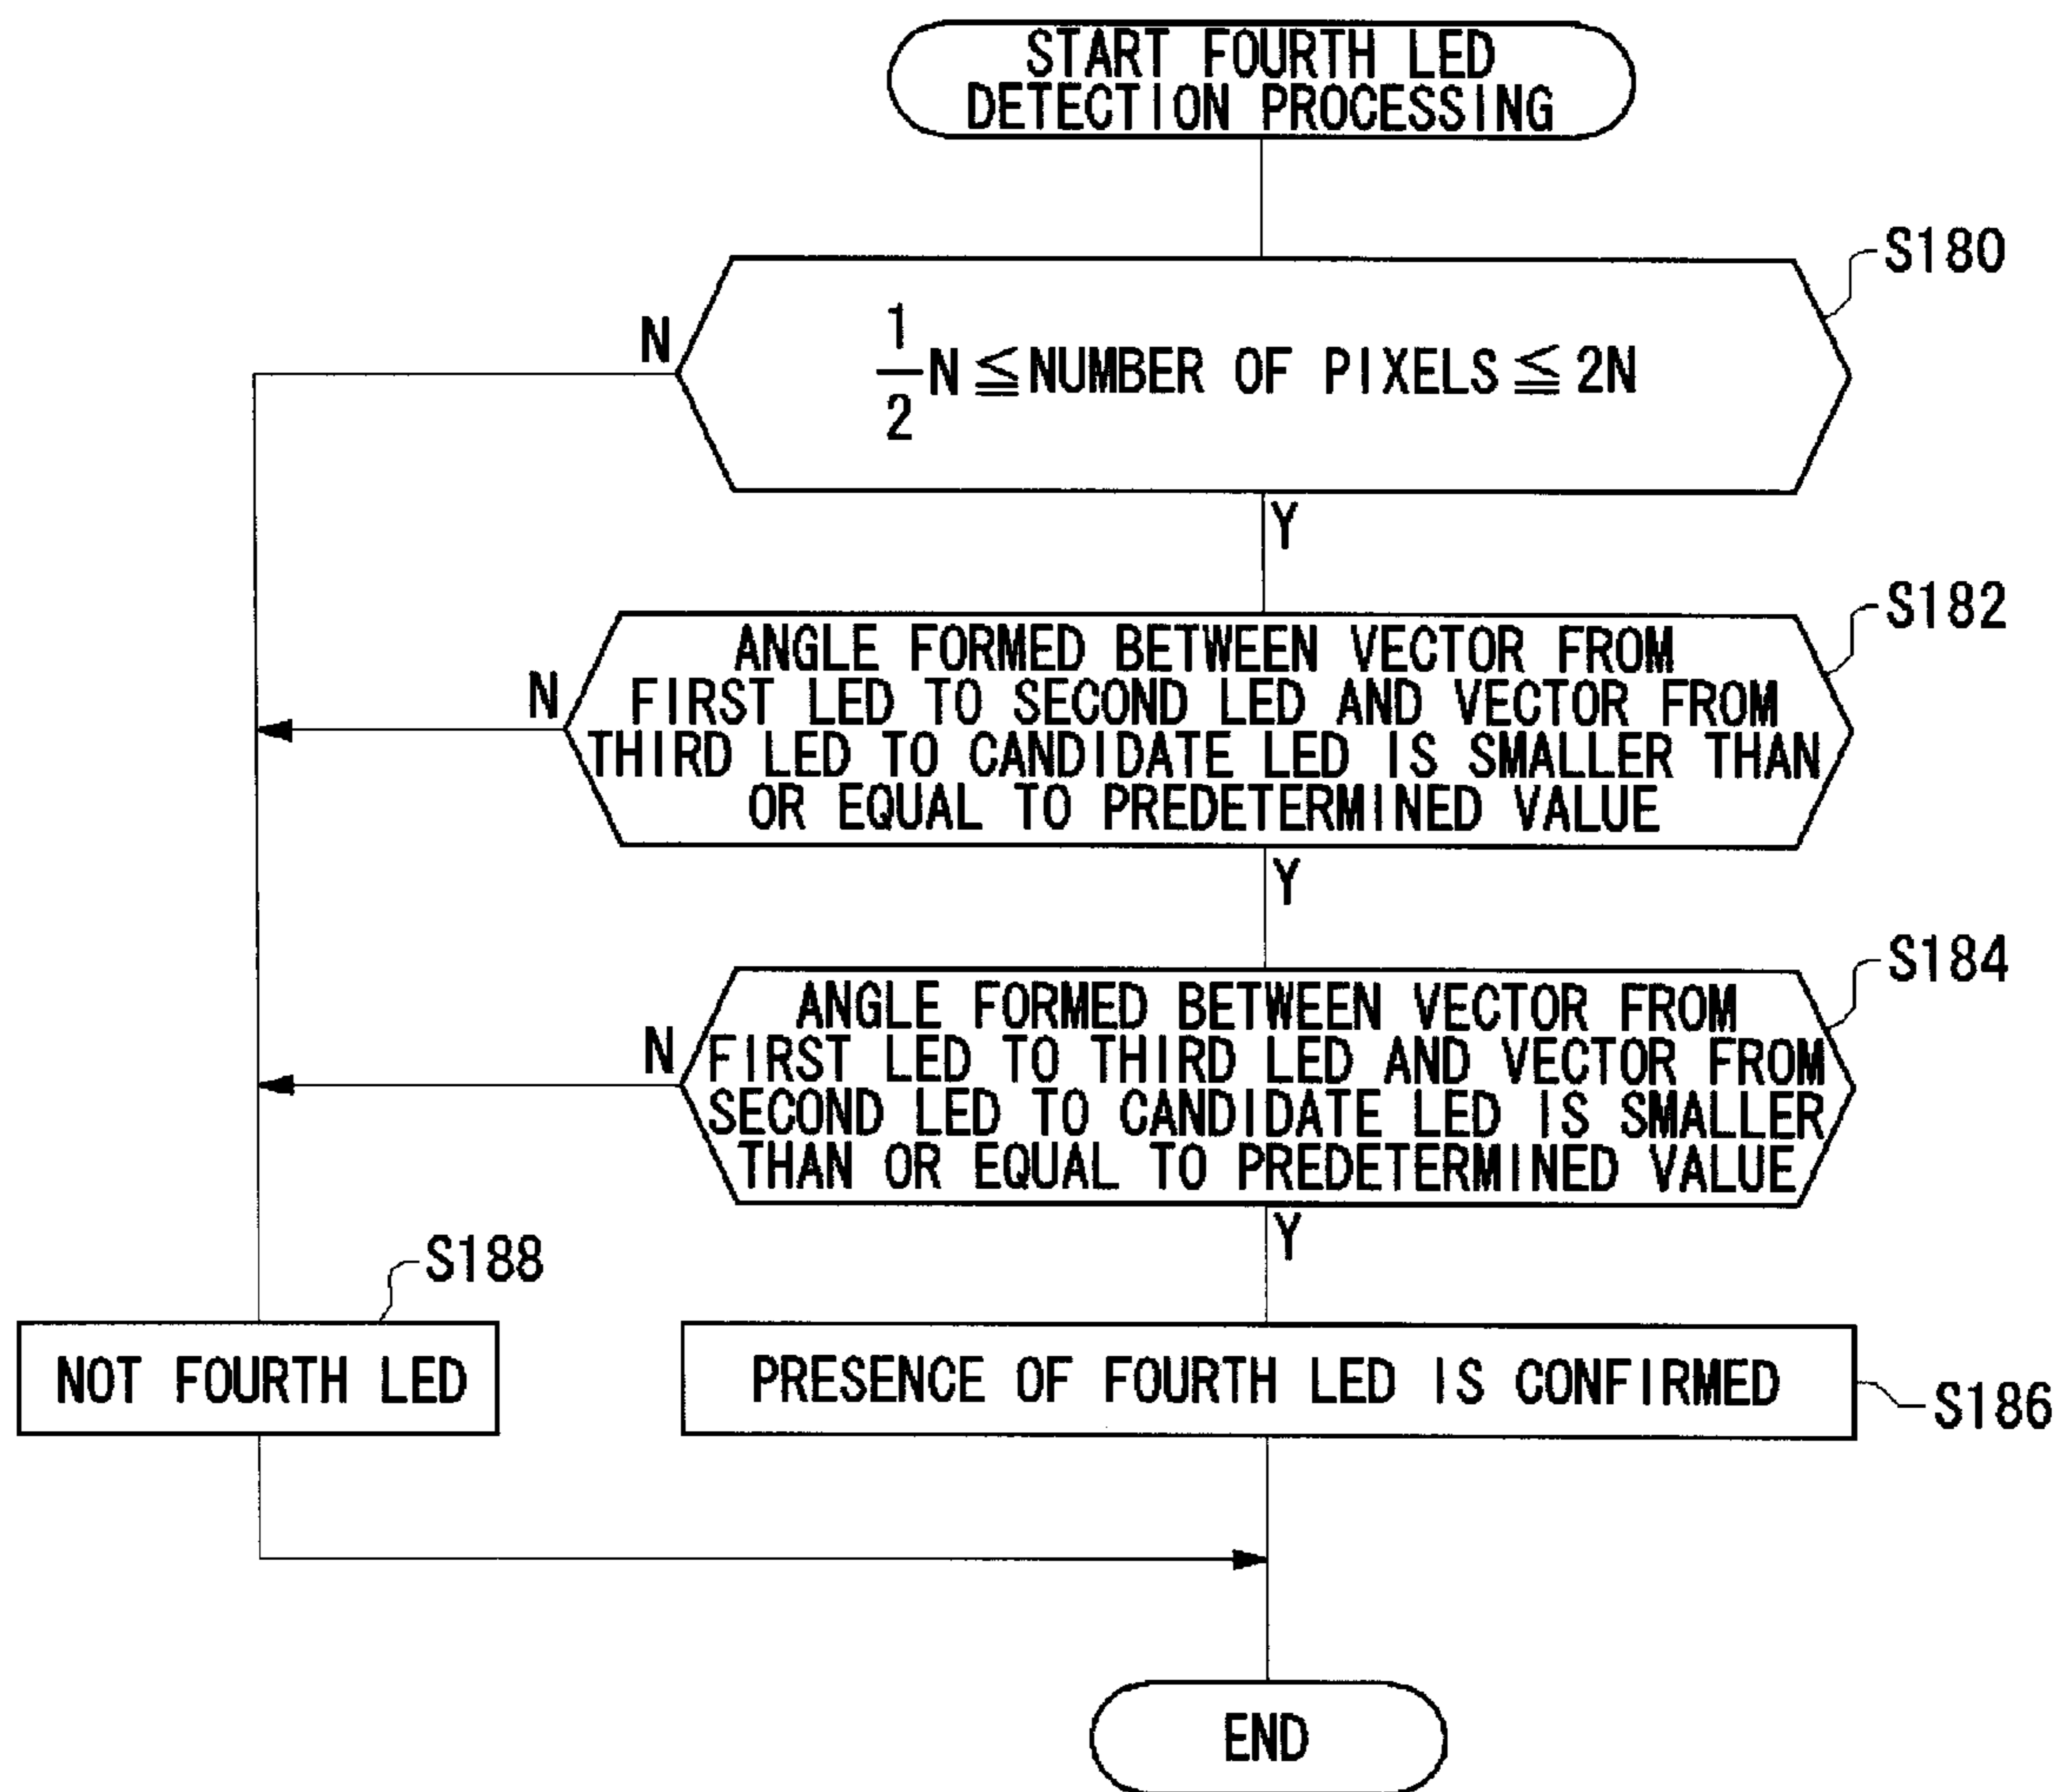 START FOURTH LED
DETECTION PROCESSING
S180
N
1/2 N ≦ NUMBER OF PIXELS ≦ 2N
Y
S182
N
ANGLE FORMED BETWEEN VECTOR FROM
FIRST LED TO SECOND LED AND VECTOR FROM
THIRD LED TO CANDIDATE LED IS SMALLER THAN
OR EQUAL TO PREDETERMINED VALUE
Y
S184
N
ANGLE FORMED BETWEEN VECTOR FROM
FIRST LED TO THIRD LED AND VECTOR FROM
SECOND LED TO CANDIDATE LED IS SMALLER
THAN OR EQUAL TO PREDETERMINED VALUE
Y
S188
NOT FOURTH LED
PRESENCE OF FOURTH LED IS CONFIRMED
S186
END